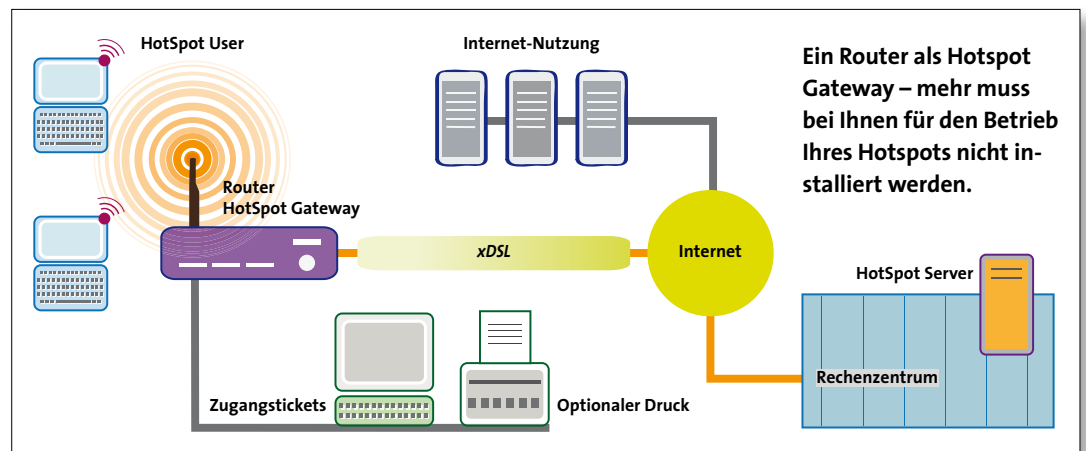 HotSpot User
Internet-Nutzung
Ein Router als Hotspot
Gateway – mehr muss
bei Ihnen für den Betrieb
Ihres Hotspots nicht in-
stalliert werden.
Router
HotSpot Gateway
xDSL
Internet
HotSpot Server
Rechenzentrum
Zugangstickets
Optionaler Druck